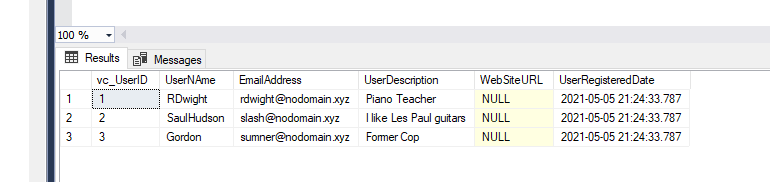 100 %
Results Messages
vc_UserID UserNAme EmailAddress UserDescription WebSiteURL UserRegisteredDate
1 1 RDwight rdwight@nodomain.xyz Piano Teacher NULL 2021-05-05 21:24:33.787
2 2 SaulHudson slash@nodomain.xyz I like Les Paul guitars NULL 2021-05-05 21:24:33.787
3 3 Gordon sumner@nodomain.xyz Former Cop NULL 2021-05-05 21:24:33.787